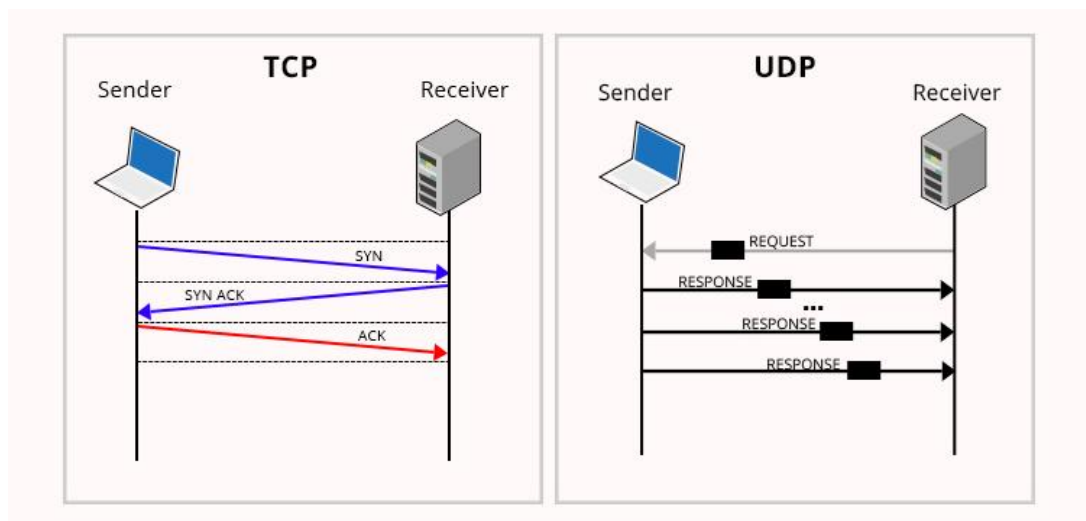 TCP
Sender
Receiver
SYN
SYN ACK
ACK
UDP
Sender
Receiver
REQUEST
RESPONSE
...
RESPONSE
RESPONSE